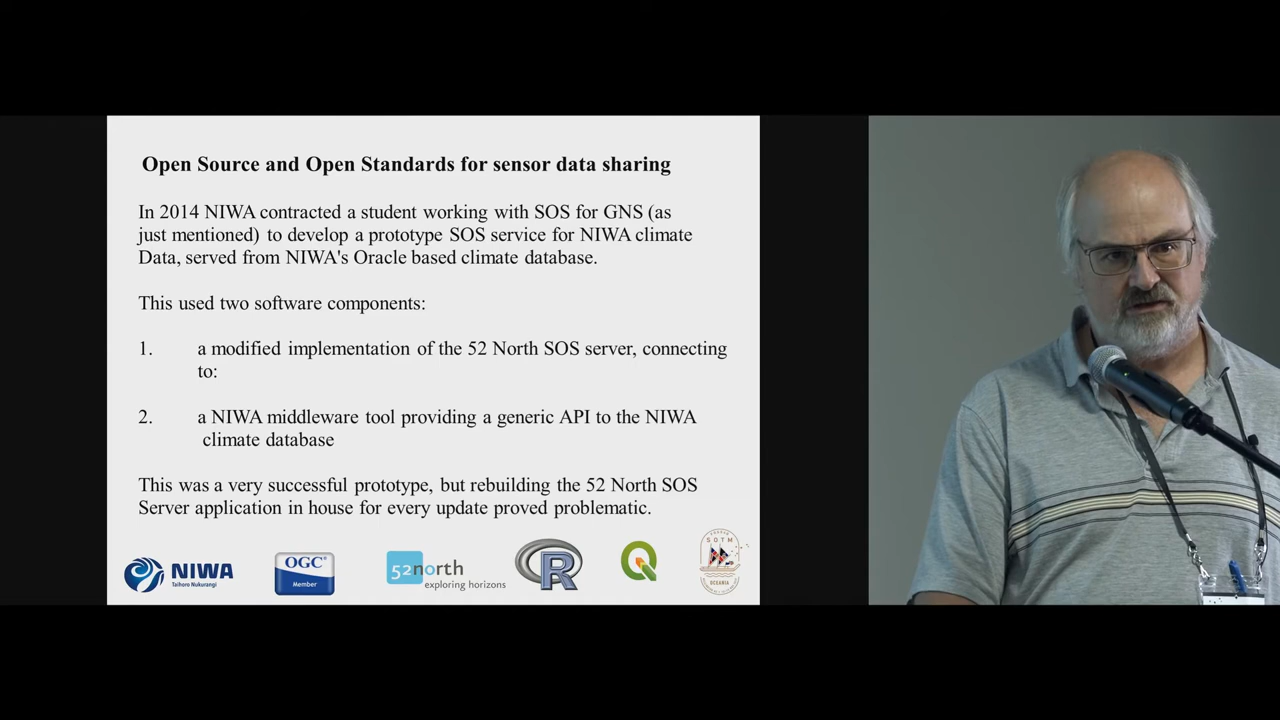 Open Source and Open Standards for sensor data sharing
In 2014 NIWA contracted a student working with SOS for GNS (as
just mentioned) to develop a prototype SOS service for NIWA climate
Data, served from NIWA's Oracle based climate database.
This used two software components:
1. a modified implementation of the 52 North SOS server, connecting
to:
2. a NIWA middleware tool providing a generic API to the NIWA
climate database
This was a very successful prototype, but rebuilding the 52 North SOS
Server application in house for every update proved problematic.
NIWA
Taihoro Nukurangi
OGC®
Member
52north
exploring horizons
R
SOTM
OCEANIA